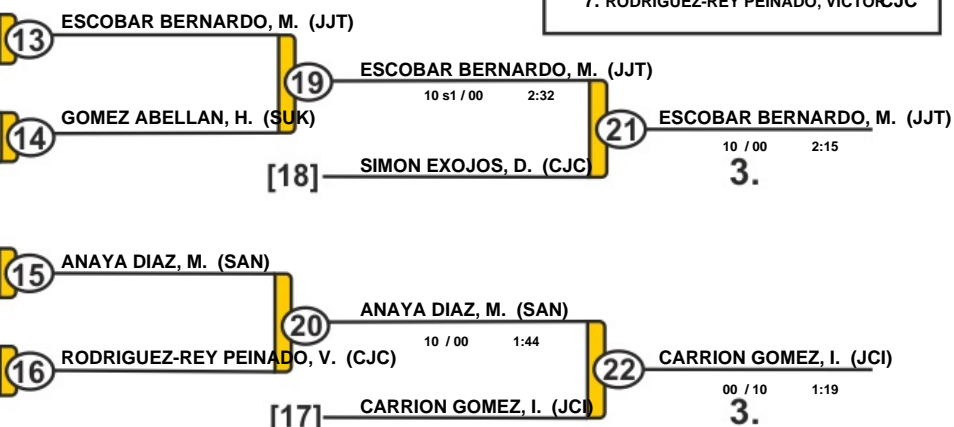 7. RODRIGUEZ-REY PEINADO, VICTOR CJC
13 ESCOBAR BERNARDO, M. (JJT)
19 ESCOBAR BERNARDO, M. (JJT)
10 s1 / 00 2:32
14 GOMEZ ABELLAN, H. (SUK)
21 ESCOBAR BERNARDO, M. (JJT)
10 / 00 2:15
3.
[18] SIMON EXOJOS, D. (CJC)
15 ANAYA DIAZ, M. (SAN)
20 ANAYA DIAZ, M. (SAN)
10 / 00 1:44
16 RODRIGUEZ-REY PEINADO, V. (CJC)
22 CARRION GOMEZ, I. (JCI)
00 / 10 1:19
3.
[17] CARRION GOMEZ, I. (JCI)